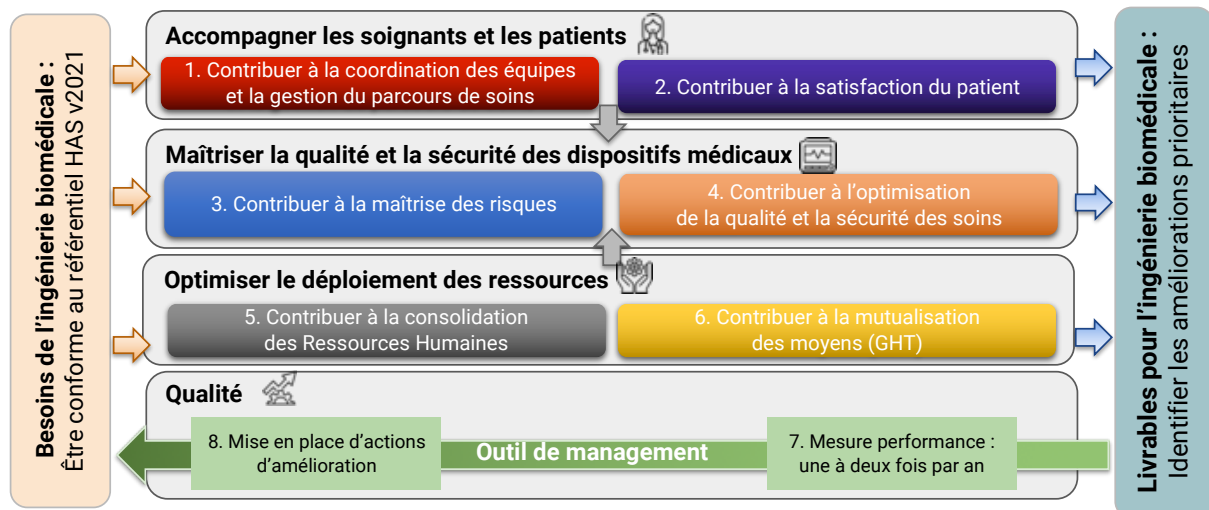 Besoins de l'ingénierie biomédicale :
Être conforme au référentiel HAS v2021
Accompagner les soignants et les patients
1. Contribuer à la coordination des équipes
et la gestion du parcours de soins
2. Contribuer à la satisfaction du patient
Maîtriser la qualité et la sécurité des dispositifs médicaux
3. Contribuer à la maîtrise des risques
4. Contribuer à l'optimisation
de la qualité et la sécurité des soins
Optimiser le déploiement des ressources
5. Contribuer à la consolidation
des Ressources Humaines
6. Contribuer à la mutualisation
des moyens (GHT)
Qualité
8. Mise en place d'actions
d'amélioration
Outil de management
7. Mesure performance :
une à deux fois par an
Livrables pour l'ingénierie biomédicale :
Identifier les améliorations prioritaires